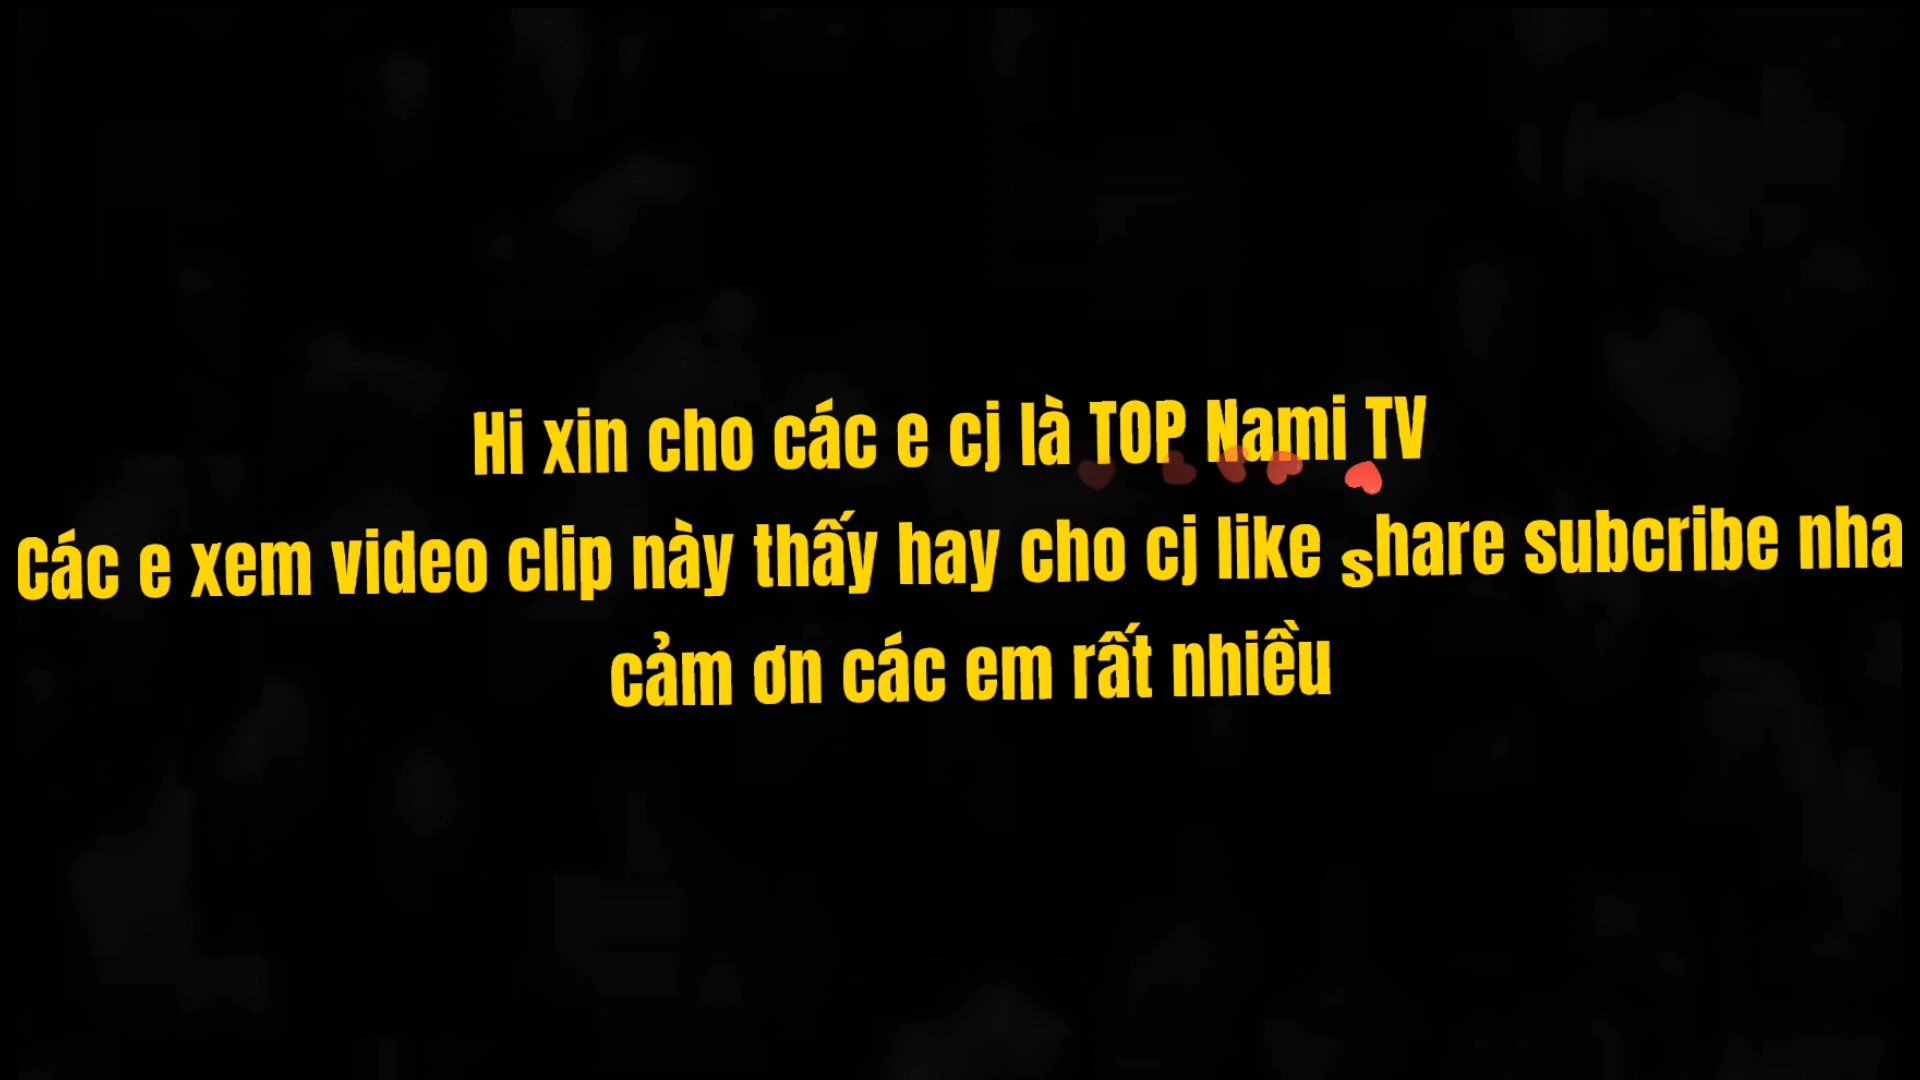 Hi xin cho các e cj là TOP Nami TV
Các e xem video clip này thấy hay cho cj like share subcribe nha
cảm ơn các em rất nhiều